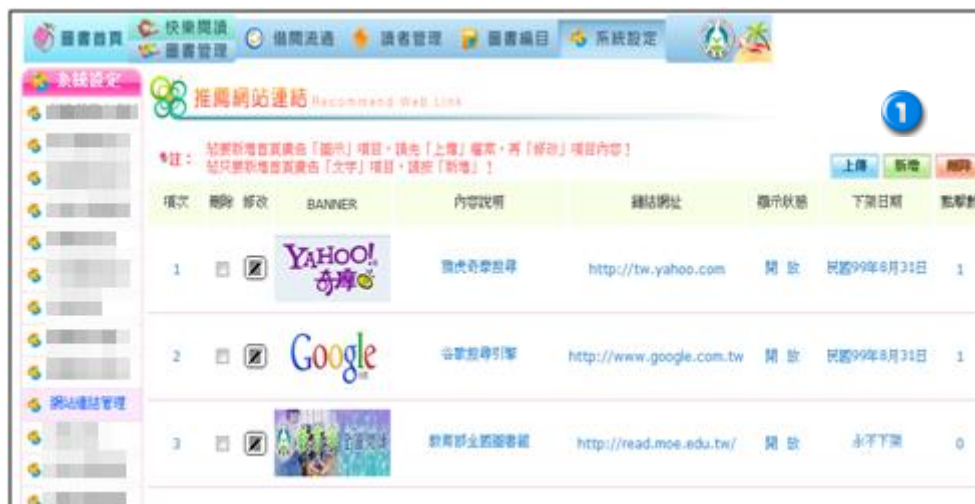 圖書首頁 快樂閱讀 圖書管理 借閱流通 讀者管理 圖書編目 系統設定
系統設定
推薦網站連結 Recommend Web Link
1
註： 若要新增首頁廣告「圖示」項目，請先「上傳」檔案，再「修改」項目內容！
若只要新增首頁廣告「文字」項目，請按「新增」！
上傳 新增 刪除
項次 刪除 修改 BANNER 內容說明 鏈結網址 顯示狀態 下架日期 點擊數
1 YAHOO! 奇摩 雅虎奇摩搜尋 http://tw.yahoo.com 開 放 民國99年8月31日 1
2 Google 谷歌搜尋引擎 http://www.google.com.tw 開 放 民國99年8月31日 1
網站連結管理
3 教育部全國圖書館 http://read.moe.edu.tw/ 開 放 永不下架 0